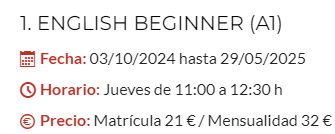 1. ENGLISH BEGINNER (A1)
Fecha: 03/10/2024 hasta 29/05/2025
Horario: Jueves de 11:00 a 12:30 h
Precio: Matrícula 21 € / Mensualidad 32 €